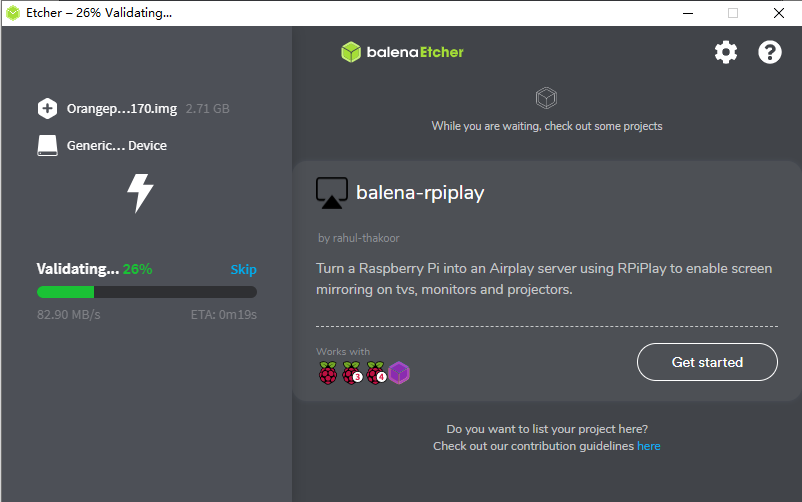 Etcher – 26% Validating...
balenaEtcher
Orangep...170.img 2.71 GB
Generic... Device
Validating... 26% Skip
82.90 MB/s ETA: 0m19s
While you are waiting, check out some projects
balena-rpiplay
by rahul-thakoor
Turn a Raspberry Pi into an Airplay server using RPiPlay to enable screen
mirroring on tvs, monitors and projectors.
Works with
3 4
Get started
Do you want to list your project here?
Check out our contribution guidelines here